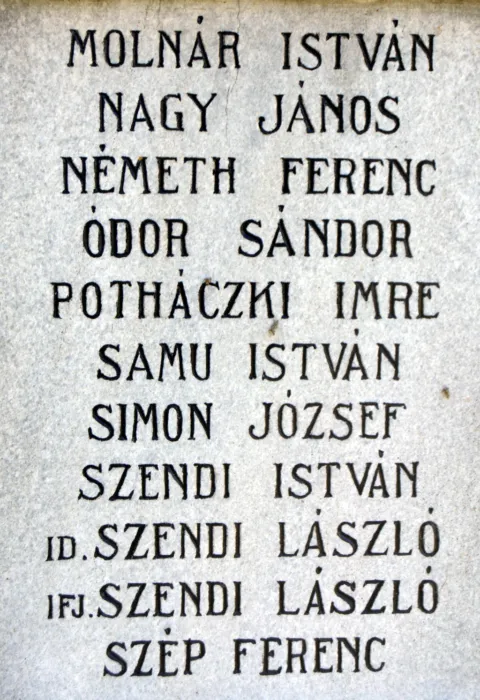 MOLNÁR ISTVÁN
NAGY JÁNOS
NÉMETH FERENC
ÓDOR SÁNDOR
POTHÁCZKI IMRE
SAMU ISTVÁN
SIMON JÓZSEF
SZENDI ISTVÁN
ID. SZENDI LÁSZLÓ
IFJ. SZENDI LÁSZLÓ
SZÉP FERENC